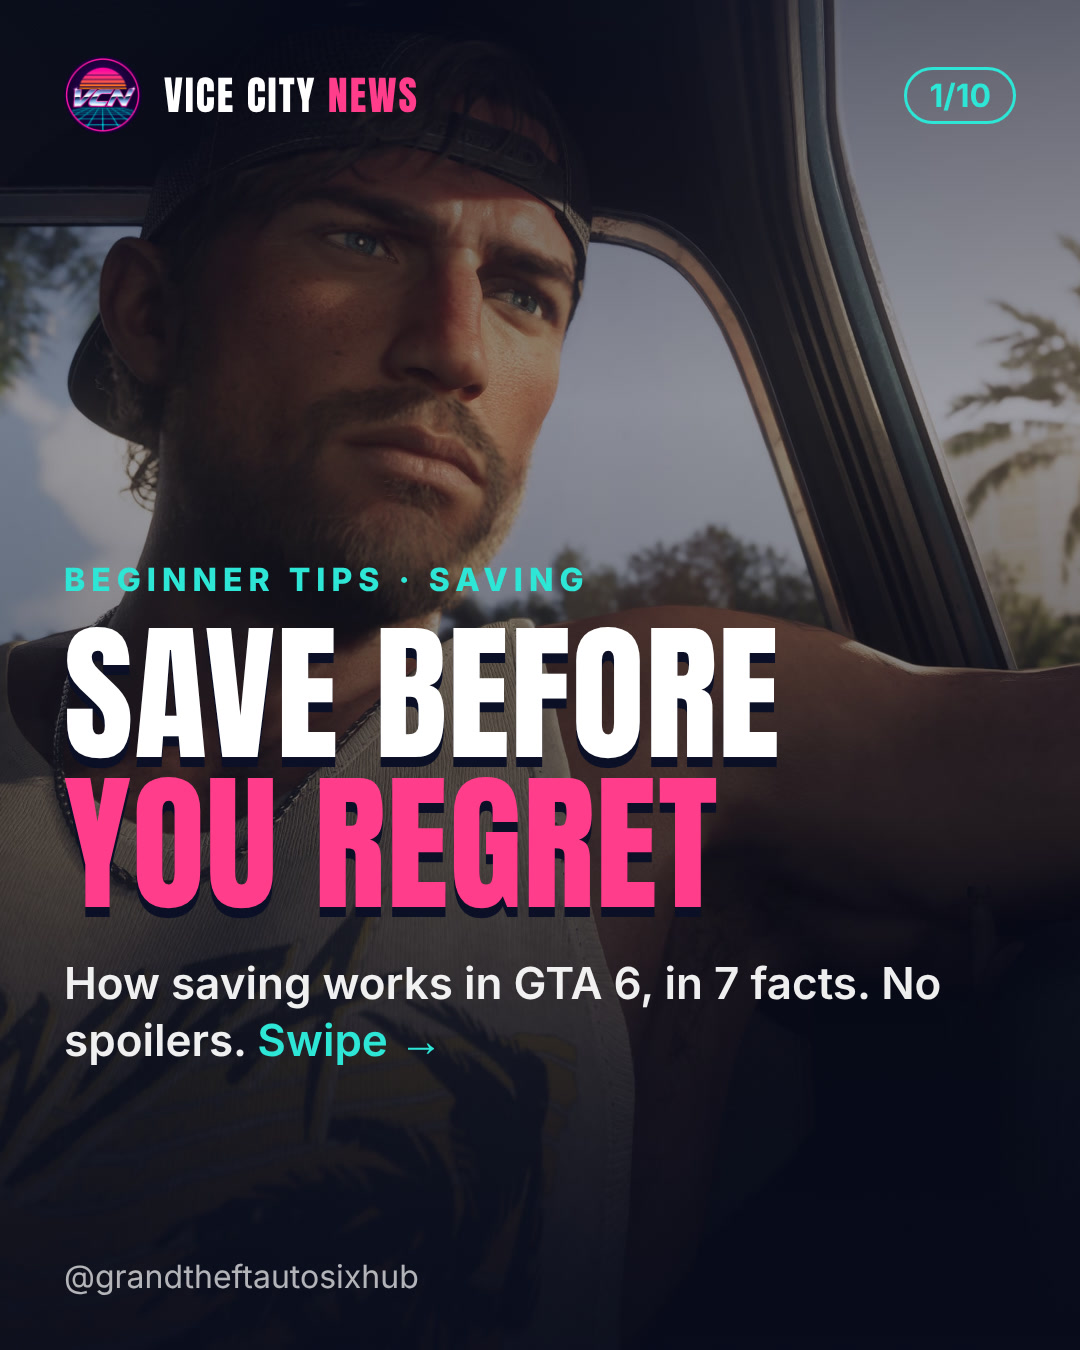 VCN
VICE CITY NEWS
1/10
BEGINNER TIPS · SAVING
SAVE BEFORE
YOU REGRET
How saving works in GTA 6, in 7 facts. No
spoilers. Swipe →
@grandtheftautosixhub